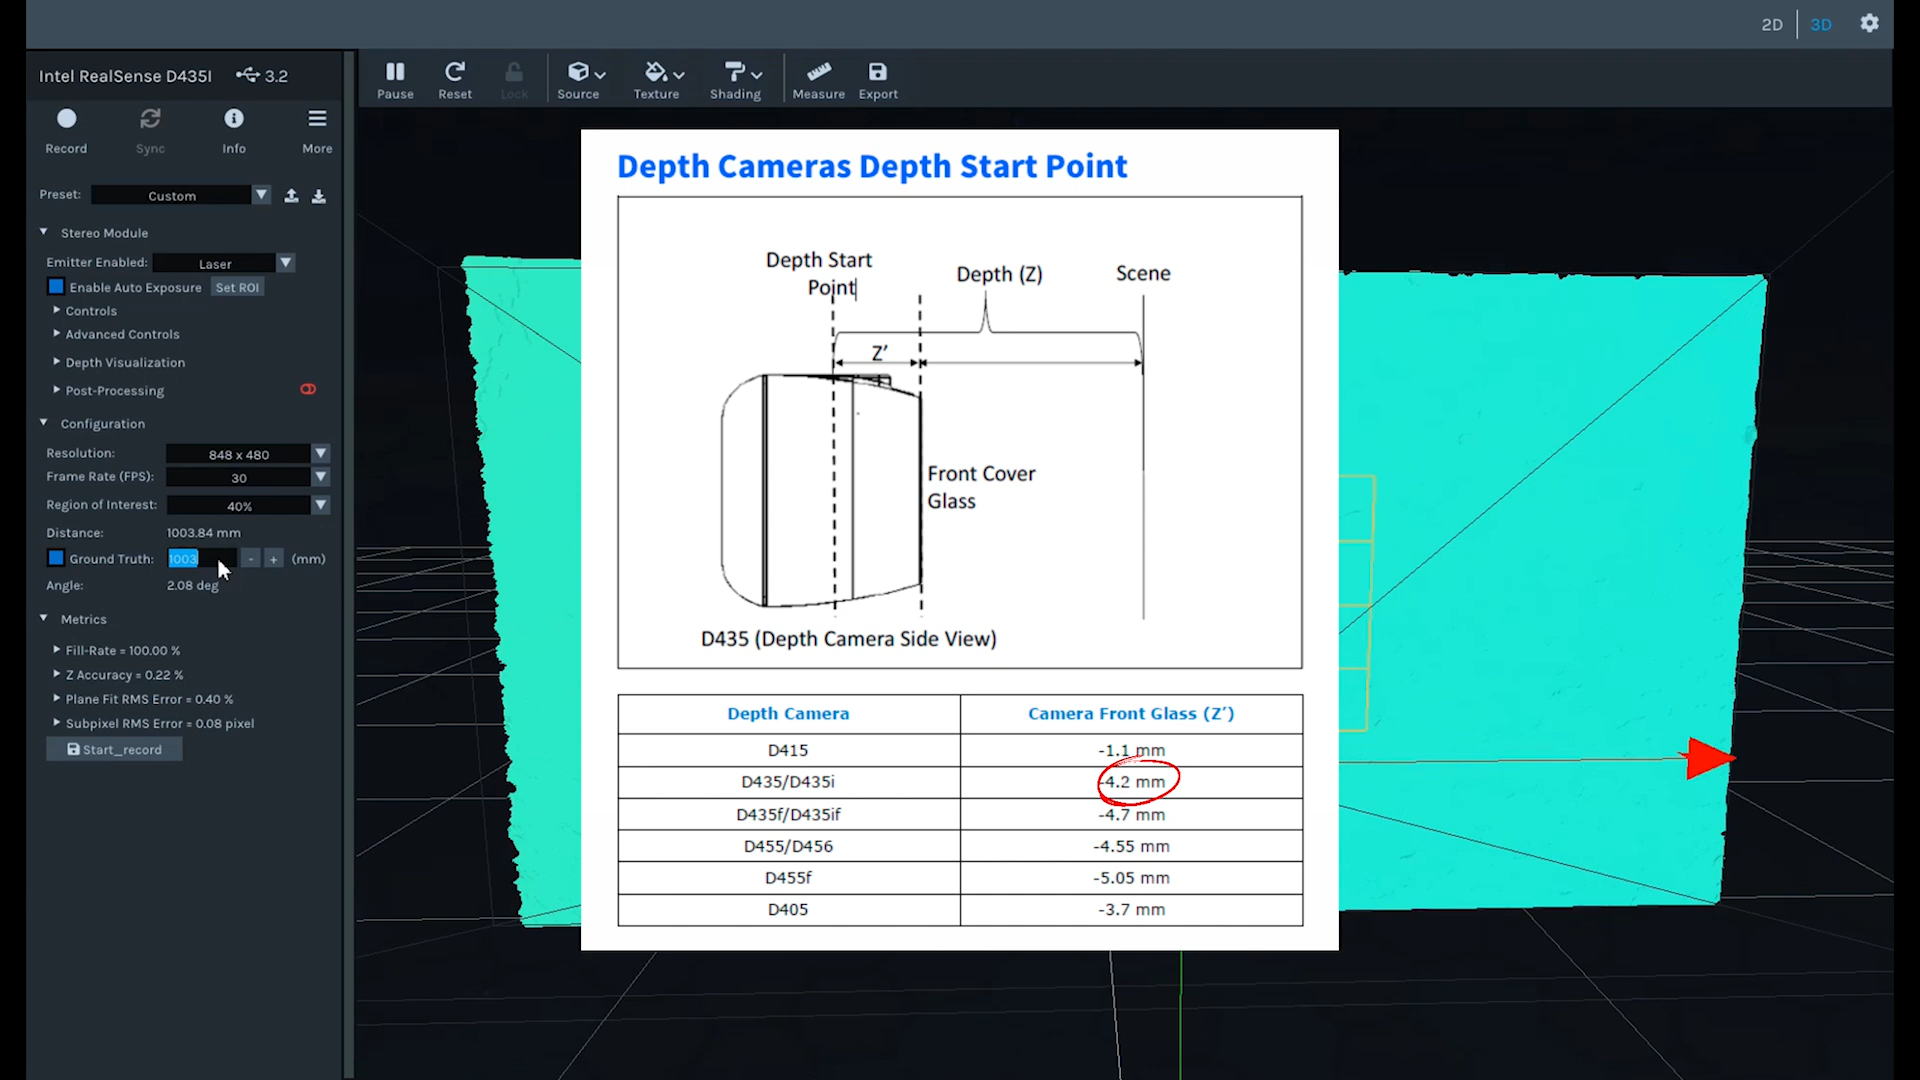 2D | 3D
Intel RealSense D435I 3.2
Pause
Reset
Lock
Source
Texture
Shading
Measure
Export
Record
Sync
Info
More
Preset: Custom
Stereo Module
Emitter Enabled: Laser
Enable Auto Exposure Set ROI
Controls
Advanced Controls
Depth Visualization
Post-Processing
Configuration
Resolution: 848 x 480
Frame Rate (FPS): 30
Region of Interest: 40%
Distance: 1003.84 mm
Ground Truth: 1003 - + (mm)
Angle: 2.08 deg
Metrics
Fill-Rate = 100.00 %
Z Accuracy = 0.22 %
Plane Fit RMS Error = 0.40 %
Subpixel RMS Error = 0.08 pixel
Start_record
Depth Cameras Depth Start Point
Depth Start
Point
Depth (Z)
Scene
Z’
Front Cover
Glass
D435 (Depth Camera Side View)
Depth Camera Camera Front Glass (Z’)
D415 -1.1 mm
D435/D435i -4.2 mm
D435f/D435if -4.7 mm
D455/D456 -4.55 mm
D455f -5.05 mm
D405 -3.7 mm